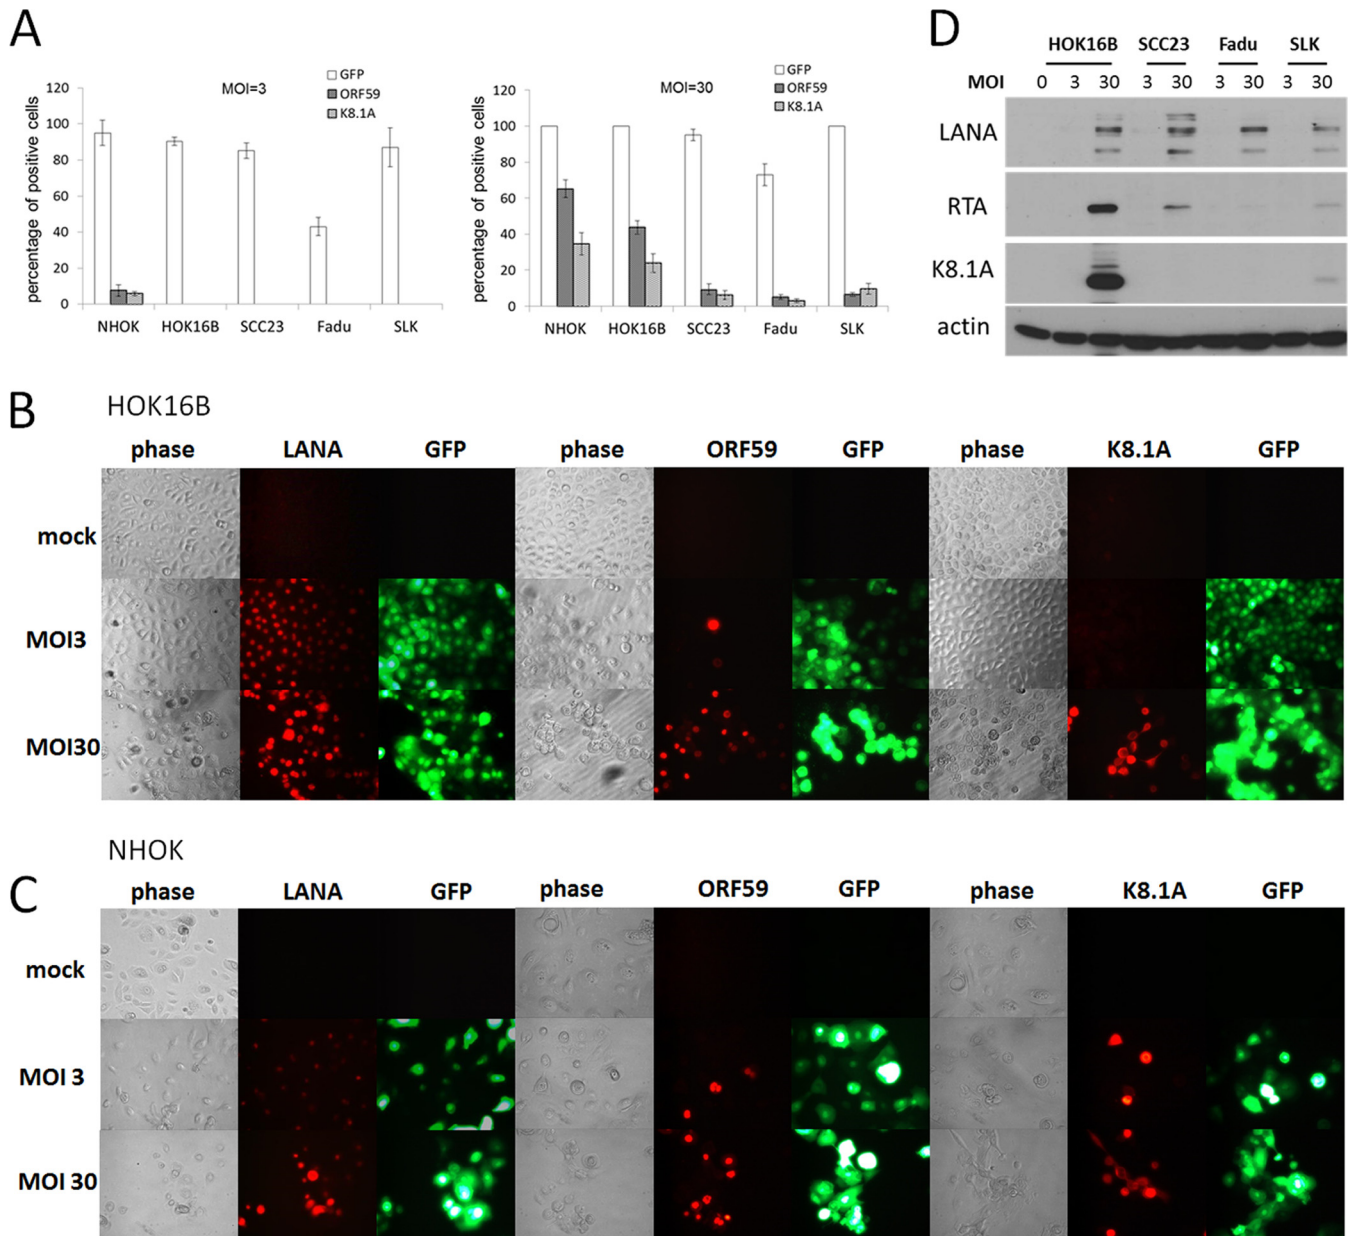 A
percentage of positive cells
120
100
80
60
40
20
0
MOI=3
GFP
ORF59
K8.1A
NHOK HOK16B SCC23 Fadu SLK
percentage of positive cells
120
100
80
60
40
20
0
MOI=30
GFP
ORF59
K8.1A
NHOK HOK16B SCC23 Fadu SLK
D
HOK16B SCC23 Fadu SLK
MOI 0 3 30 3 30 3 30 3 30
LANA
RTA
K8.1A
actin
B
HOK16B
phase LANA GFP phase ORF59 GFP phase K8.1A GFP
mock
MOI3
MOI30
C
NHOK
phase LANA GFP phase ORF59 GFP phase K8.1A GFP
mock
MOI 3
MOI 30